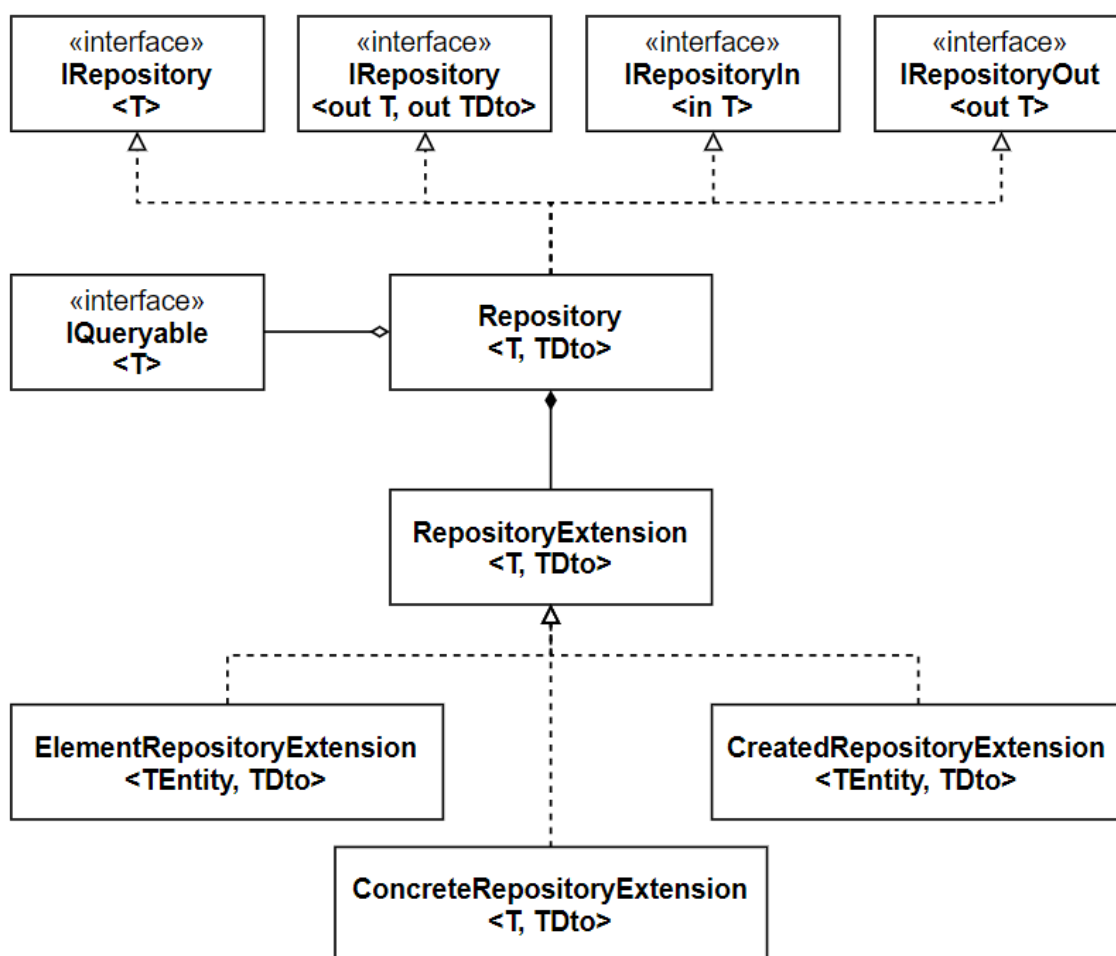 «interface»
IRepository
<T>
«interface»
IRepository
<out T, out TDto>
«interface»
IRepositoryIn
<in T>
«interface»
IRepositoryOut
<out T>
«interface»
IQueryable
<T>
Repository
<T, TDto>
RepositoryExtension
<T, TDto>
ElementRepositoryExtension
<TEntity, TDto>
CreatedRepositoryExtension
<TEntity, TDto>
ConcreteRepositoryExtension
<T, TDto>